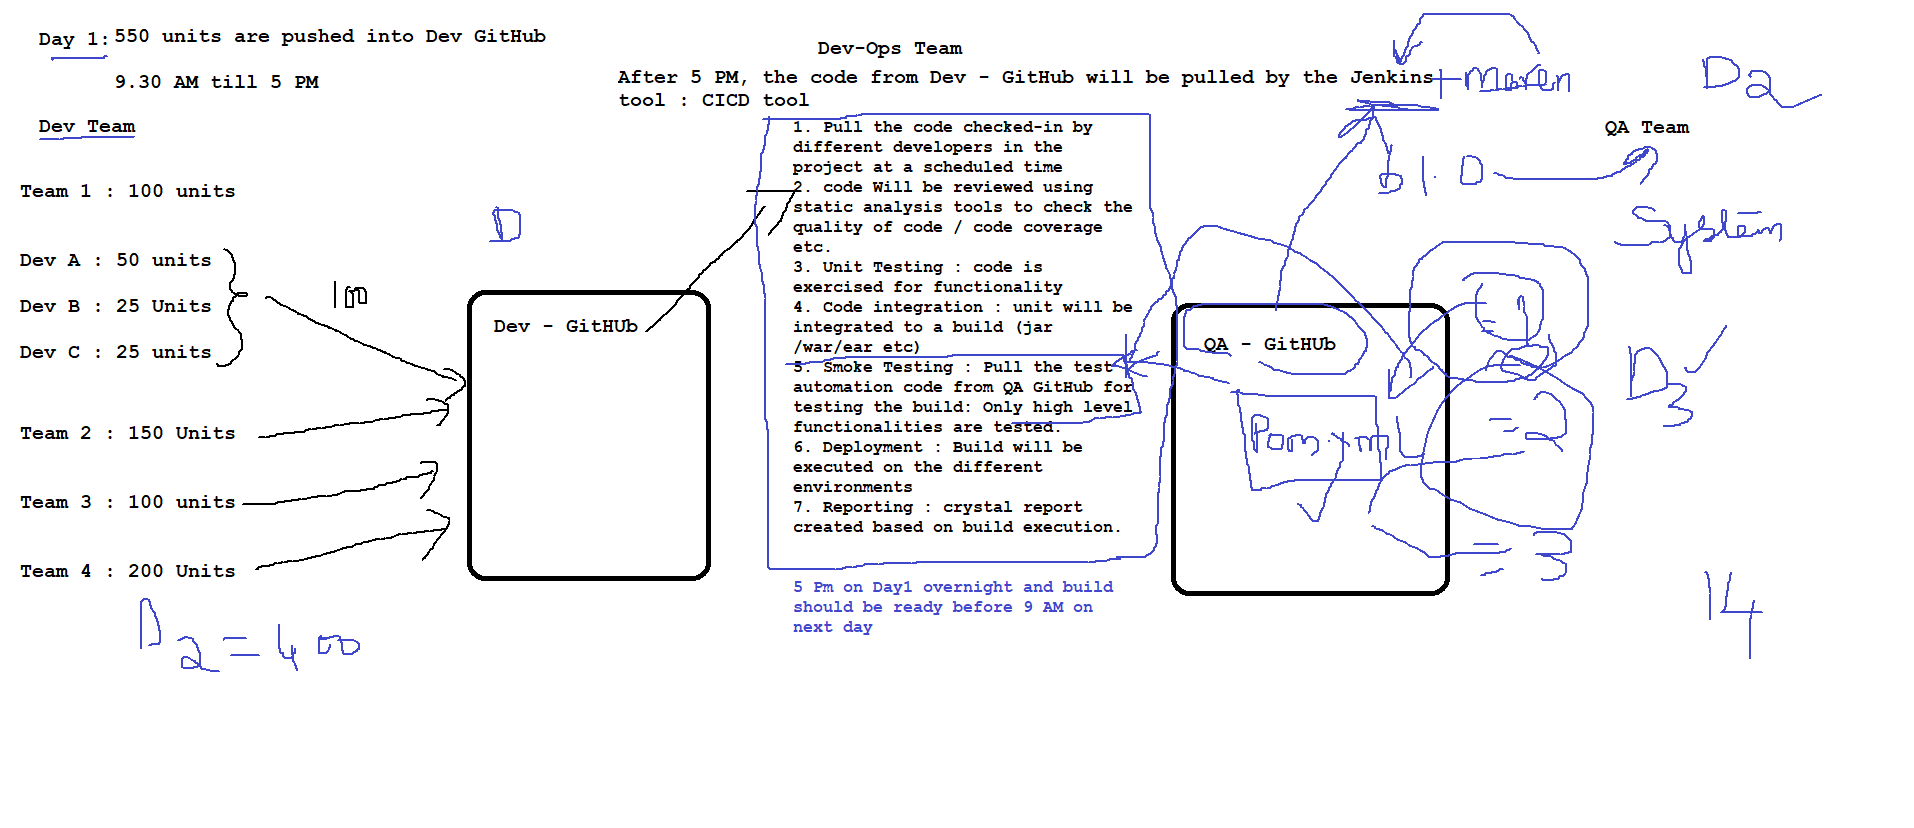 Day 1: 550 units are pushed into Dev GitHub
9.30 AM till 5 PM
Dev Team
Team 1 : 100 units
Dev A : 50 units
Dev B : 25 Units
Dev C : 25 units
1m
Team 2 : 150 Units
Team 3 : 100 units
Team 4 : 200 Units
D2 = 400
D
Dev - GitHUb
Dev-Ops Team
After 5 PM, the code from Dev - GitHub will be pulled by the Jenkins + Maven
tool : CICD tool
1. Pull the code checked-in by
different developers in the
project at a scheduled time
2. code Will be reviewed using
static analysis tools to check the
quality of code / code coverage
etc.
3. Unit Testing : code is
exercised for functionality
4. Code integration : unit will be
integrated to a build (jar
/war/ear etc)
5. Smoke Testing : Pull the test
automation code from QA GitHub for
testing the build: Only high level
functionalities are tested.
6. Deployment : Build will be
executed on the different
environments
7. Reporting : crystal report
created based on build execution.
5 Pm on Day1 overnight and build
should be ready before 9 AM on
next day
QA - GitHUb
Pom.xml
D2
QA Team
b1.0
System
= 1
= 2
= 3
= 3
D3
14